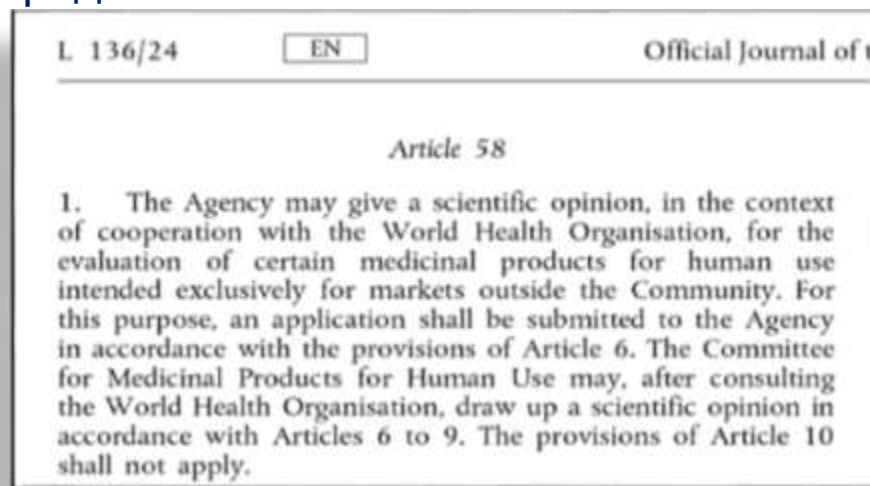 L 136/24 EN Official Journal of
Article 58
1. The Agency may give a scientific opinion, in the context
of cooperation with the World Health Organisation, for the
evaluation of certain medicinal products for human use
intended exclusively for markets outside the Community. For
this purpose, an application shall be submitted to the Agency
in accordance with the provisions of Article 6. The Committee
for Medicinal Products for Human Use may, after consulting
the World Health Organisation, draw up a scientific opinion in
accordance with Articles 6 to 9. The provisions of Article 10
shall not apply.